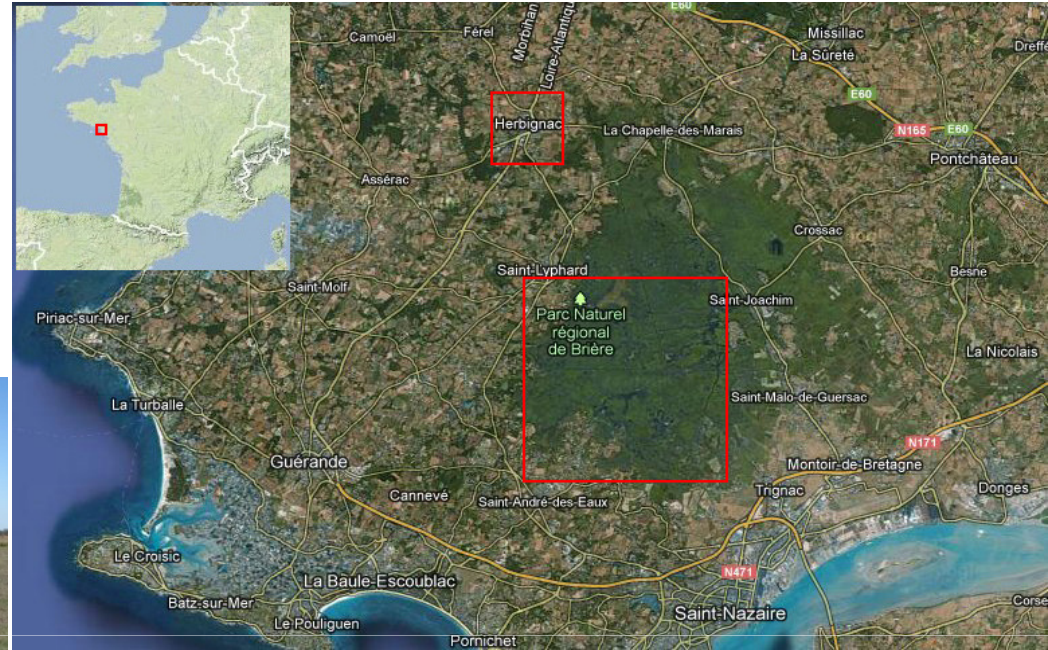 E60
Camoël
Férel
Morbihan
Loire-Atlantiqu
Missillac
La Sûreté
Dreffé
E60
Herbignac
La Chapelle-des-Marais
N165
E60
Pontchâteau
Assérac
Crossac
Saint-Lyphard
Besne
Saint-Molf
Saint-Joachim
Piriac-sur-Mer
Parc Naturel
régional
de Brière
La Nicolais
La Turballe
Saint-Malo-de-Guersac
N171
Guérande
Montoir-de-Bretagne
Cannevé
Trignac
Donges
Saint-André-des-Eaux
Le Croisic
La Baule-Escoublac
N471
Batz-sur-Mer
Saint-Nazaire
Corse
Le Pouliguen
Pornichet